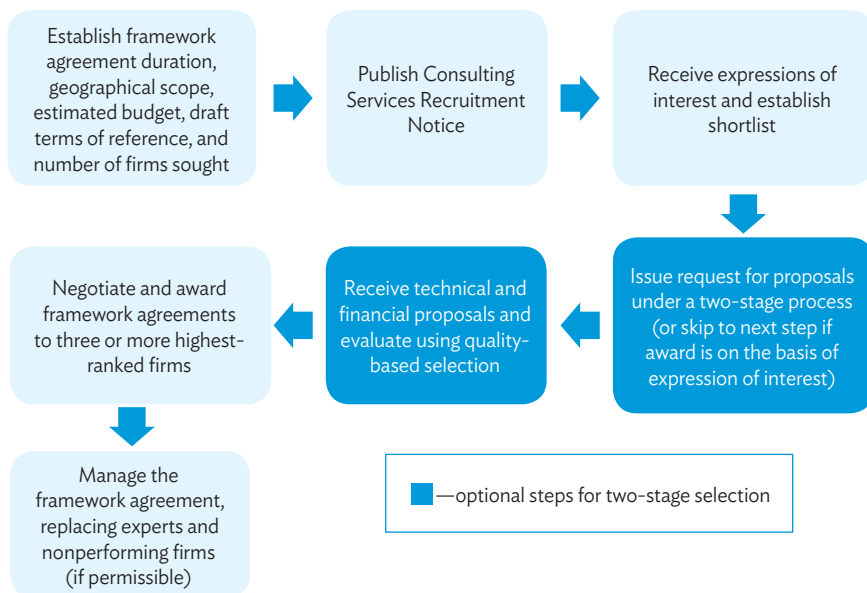 Establish framework
agreement duration,
geographical scope,
estimated budget, draft
terms of reference, and
number of firms sought
Publish Consulting
Services Recruitment
Notice
Receive expressions of
interest and establish
shortlist
Issue request for proposals
under a two-stage process
(or skip to next step if
award is on the basis of
expression of interest)
Receive technical and
financial proposals and
evaluate using quality-
based selection
Negotiate and award
framework agreements
to three or more highest-
ranked firms
Manage the
framework agreement,
replacing experts and
nonperforming firms
(if permissible)
—optional steps for two-stage selection